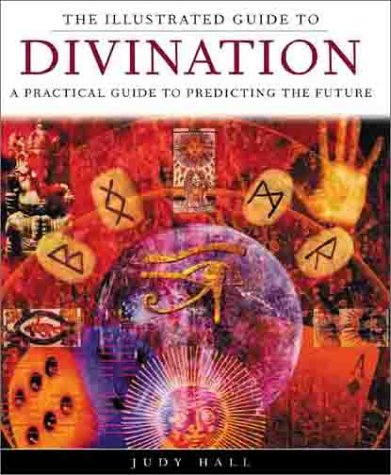 THE ILLUSTRATED GUIDE TO
DIVINATION
A PRACTICAL GUIDE TO PREDICTING THE FUTURE
ᛒ ᛝ ᛗ ᚱ
A
JUDY HALL